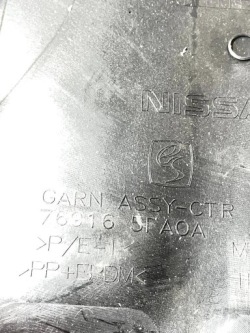 NISSA
GARN ASSY-CTR
76916 5FA0A
>P/E-I
>PP+E/P DM<
M